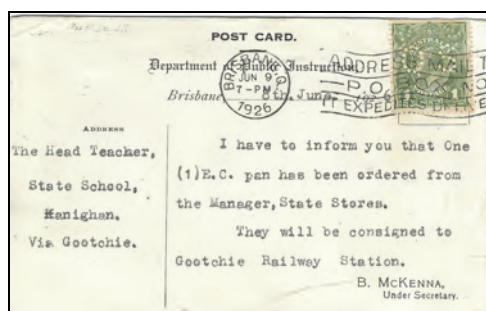 POST CARD.
Department of Public Instruction,
Brisbane, 8th. June, 1926
BRISBANE. Q.
JUN 9
7-PM
1926
ADDRESS MAIL T
P.O. BOX NO
IT EXPEDITES DELIVE
ADDRESS
The Head Teacher,
State School,
Kanighan.
Via Gootchie.
I have to inform you that One
(1)E.C. pan has been ordered from
the Manager,State Stores.
They will be consigned to
Gootchie Railway Station.
B. MCKENNA,
Under Secretary.